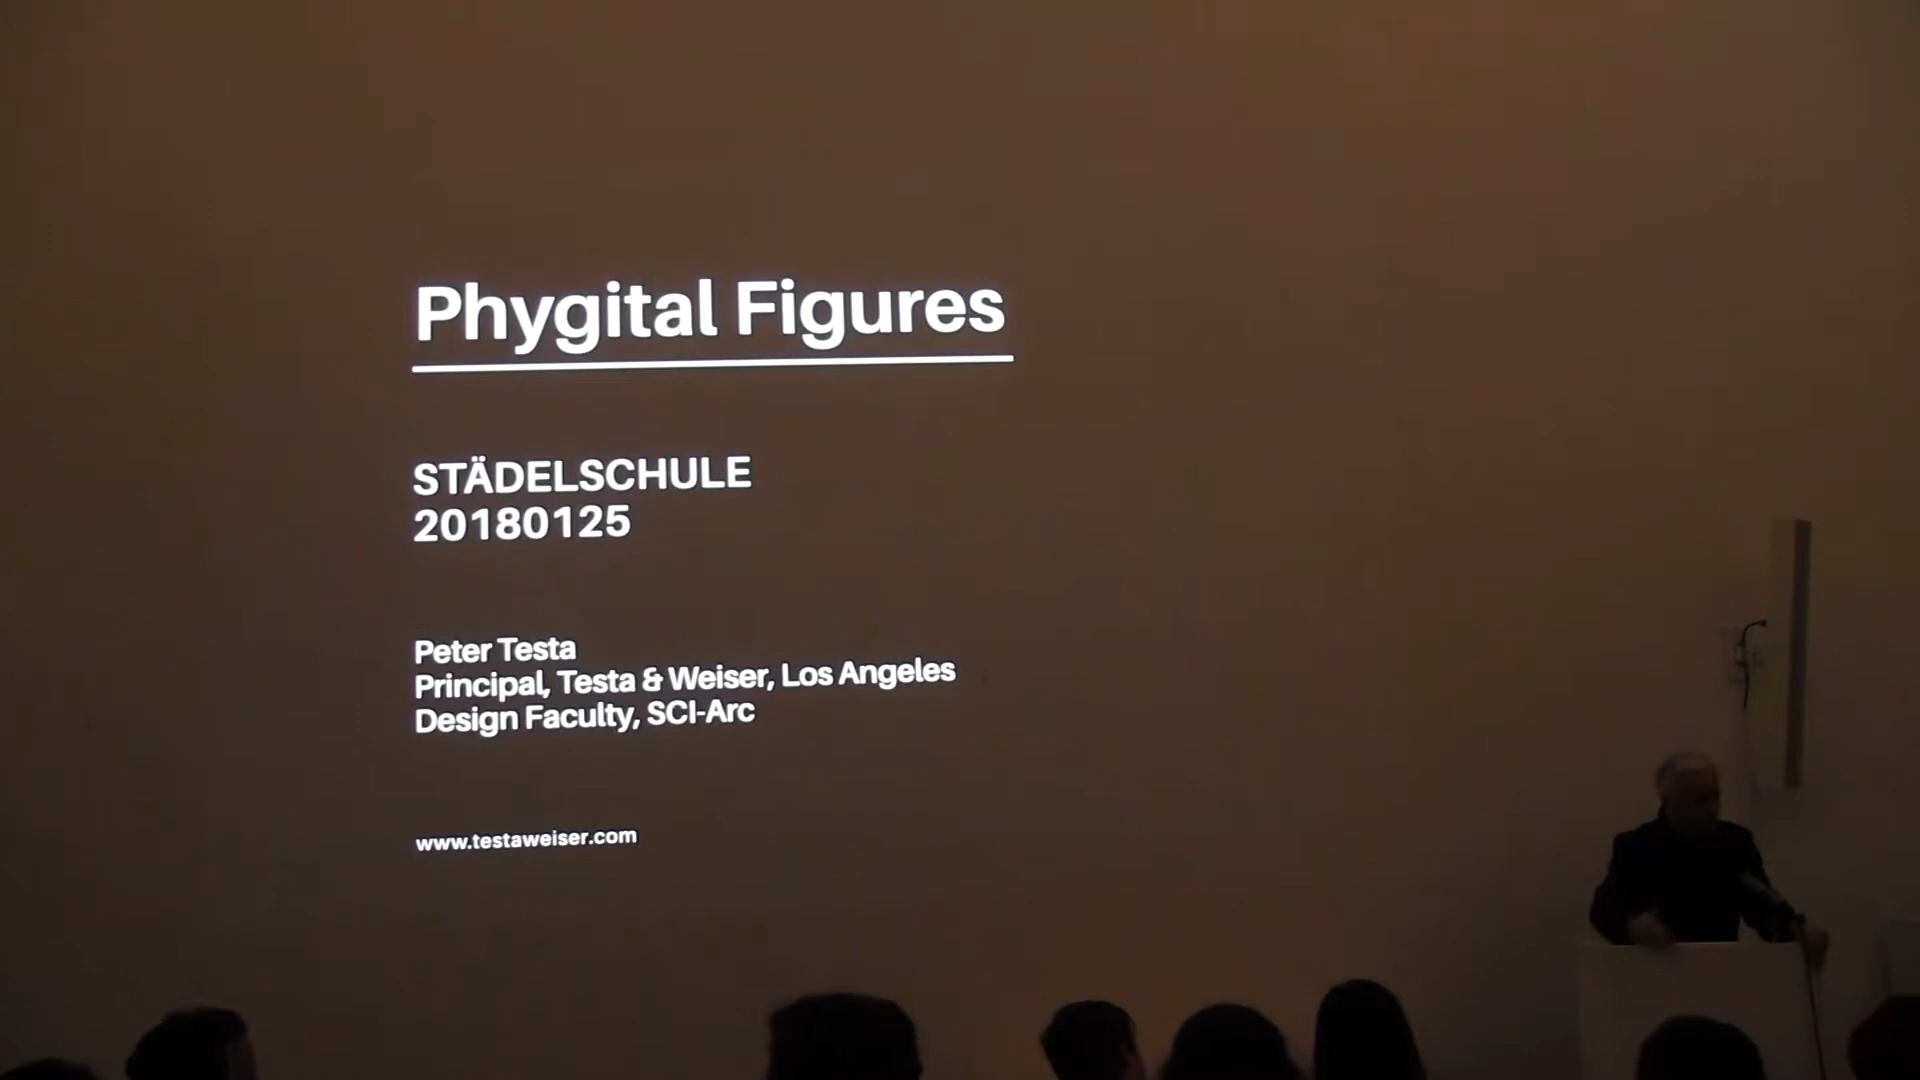 Phygital Figures
STÄDELSCHULE
20180125
Peter Testa
Principal, Testa & Weiser, Los Angeles
Design Faculty, SCI-Arc
www.testaweiser.com